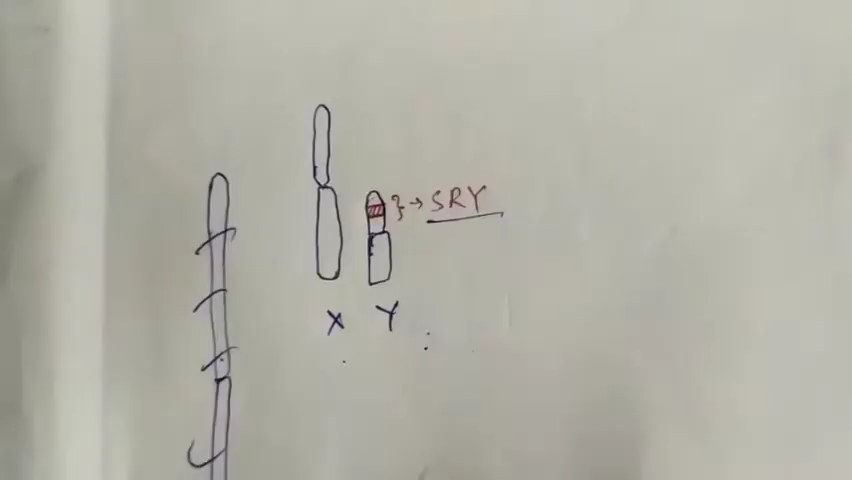 } → SRY
X Y